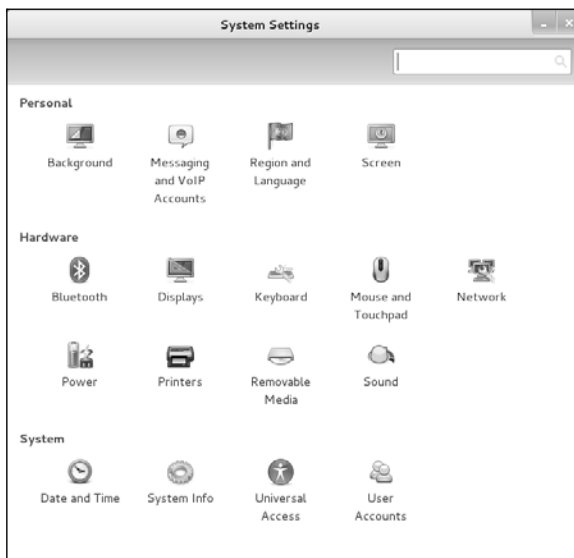 System Settings
Personal
Background
Messaging
and VoIP
Accounts
Region and
Language
Screen
Hardware
Bluetooth
Displays
Keyboard
Mouse and
Touchpad
Network
Power
Printers
Removable
Media
Sound
System
Date and Time
System Info
Universal
Access
User
Accounts